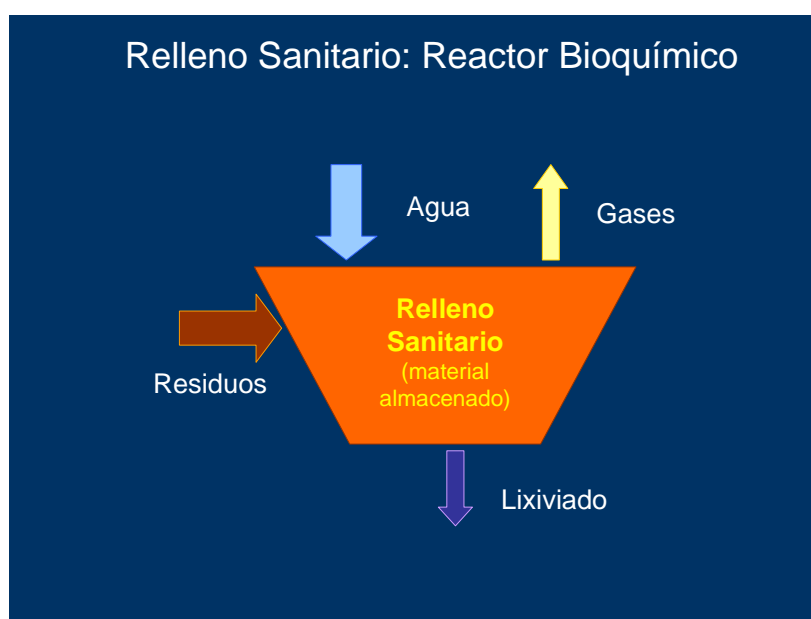 Relleno Sanitario: Reactor Bioquímico
Agua
Gases
Relleno
Sanitario
(material
almacenado)
Residuos
Lixiviado